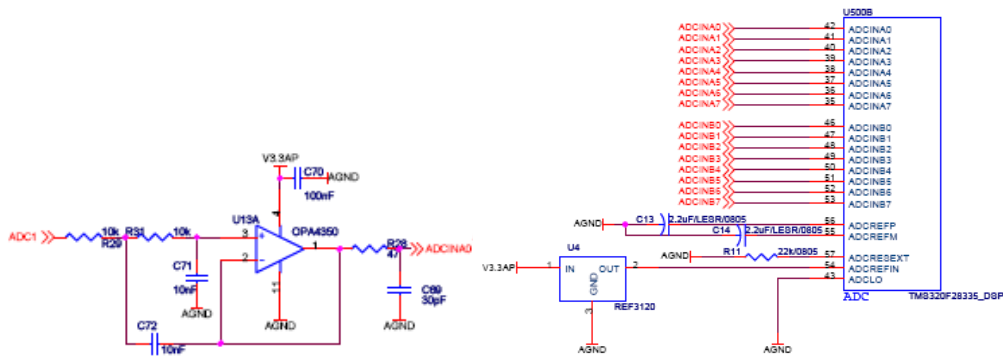 V3.3AP
C70
AGND
100nF
U13A
OPA4350
4
ADC1
10k
R31
10k
R29
3
+
1
R28
ADCINA0
47
2
-
C71
10nF
11
C69
30pF
AGND
AGND
AGND
C72
10nF
U500B
ADCINA0 42 ADCINA0
ADCINA1 41 ADCINA1
ADCINA2 40 ADCINA2
ADCINA3 39 ADCINA3
ADCINA4 38 ADCINA4
ADCINA5 37 ADCINA5
ADCINA6 36 ADCINA6
ADCINA7 35 ADCINA7
ADCINB0 46 ADCINB0
ADCINB1 47 ADCINB1
ADCINB2 48 ADCINB2
ADCINB3 49 ADCINB3
ADCINB4 50 ADCINB4
ADCINB5 51 ADCINB5
ADCINB6 52 ADCINB6
ADCINB7 53 ADCINB7
AGND C13 2.2uF/LESR/0805 56 ADCREFP
C14 2.2uF/LESR/0805 55 ADCREFM
AGND R11 22k/0805 57 ADCRESEXT
U4
V3.3AP 1 IN OUT 2 54 ADCREFIN
43 ADCLO
GND
3
REF3120
ADC
TMS320F28335_DSP
AGND
AGND